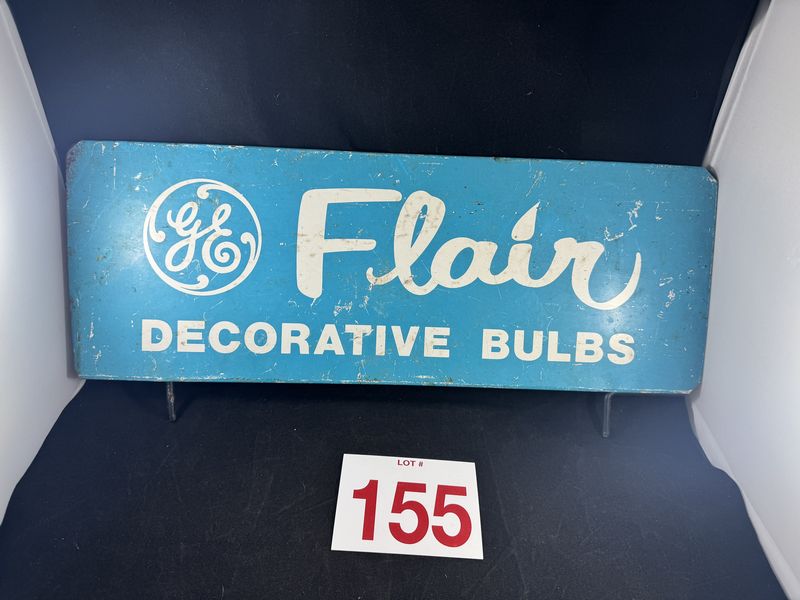 GE Flair
DECORATIVE BULBS
LOT #
155